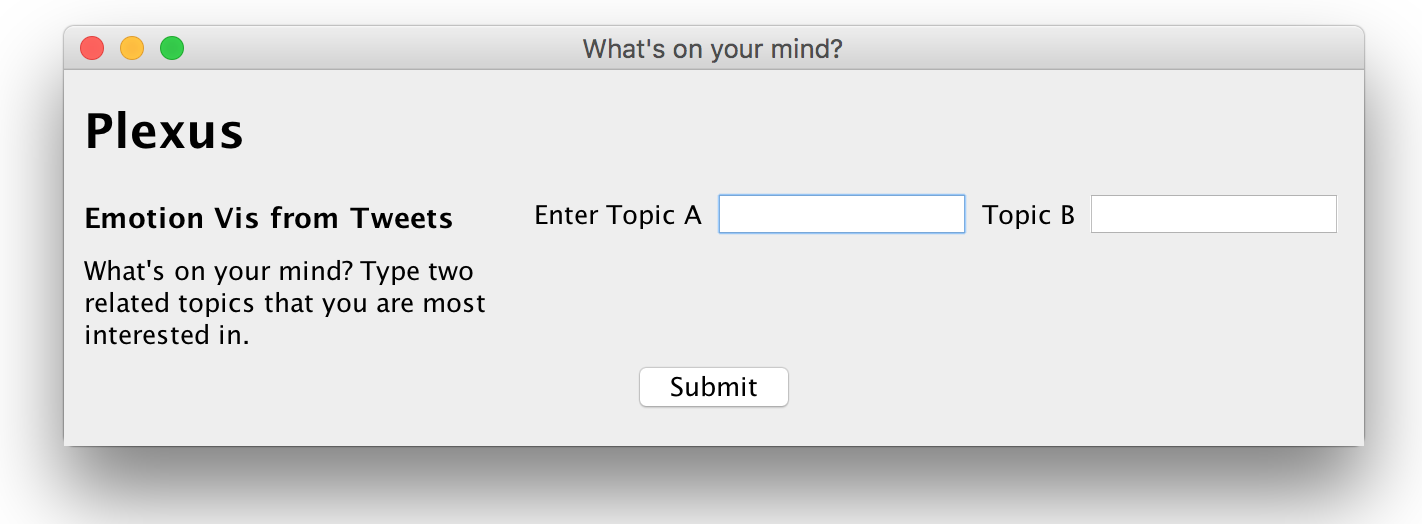 What's on your mind?
Plexus
Emotion Vis from Tweets
Enter Topic A
Topic B
What's on your mind? Type two
related topics that you are most
interested in.
Submit